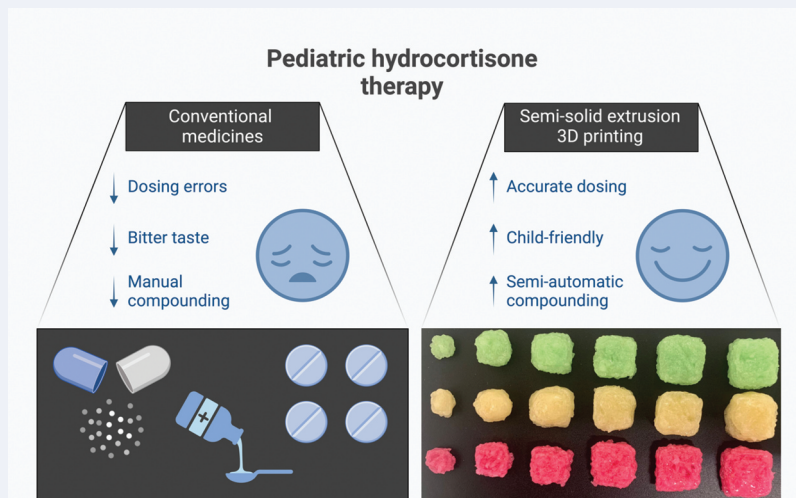 Pediatric hydrocortisone
therapy
Conventional
medicines
Dosing errors
Bitter taste
Manual
compounding
Semi-solid extrusion
3D printing
Accurate dosing
Child-friendly
Semi-automatic
compounding